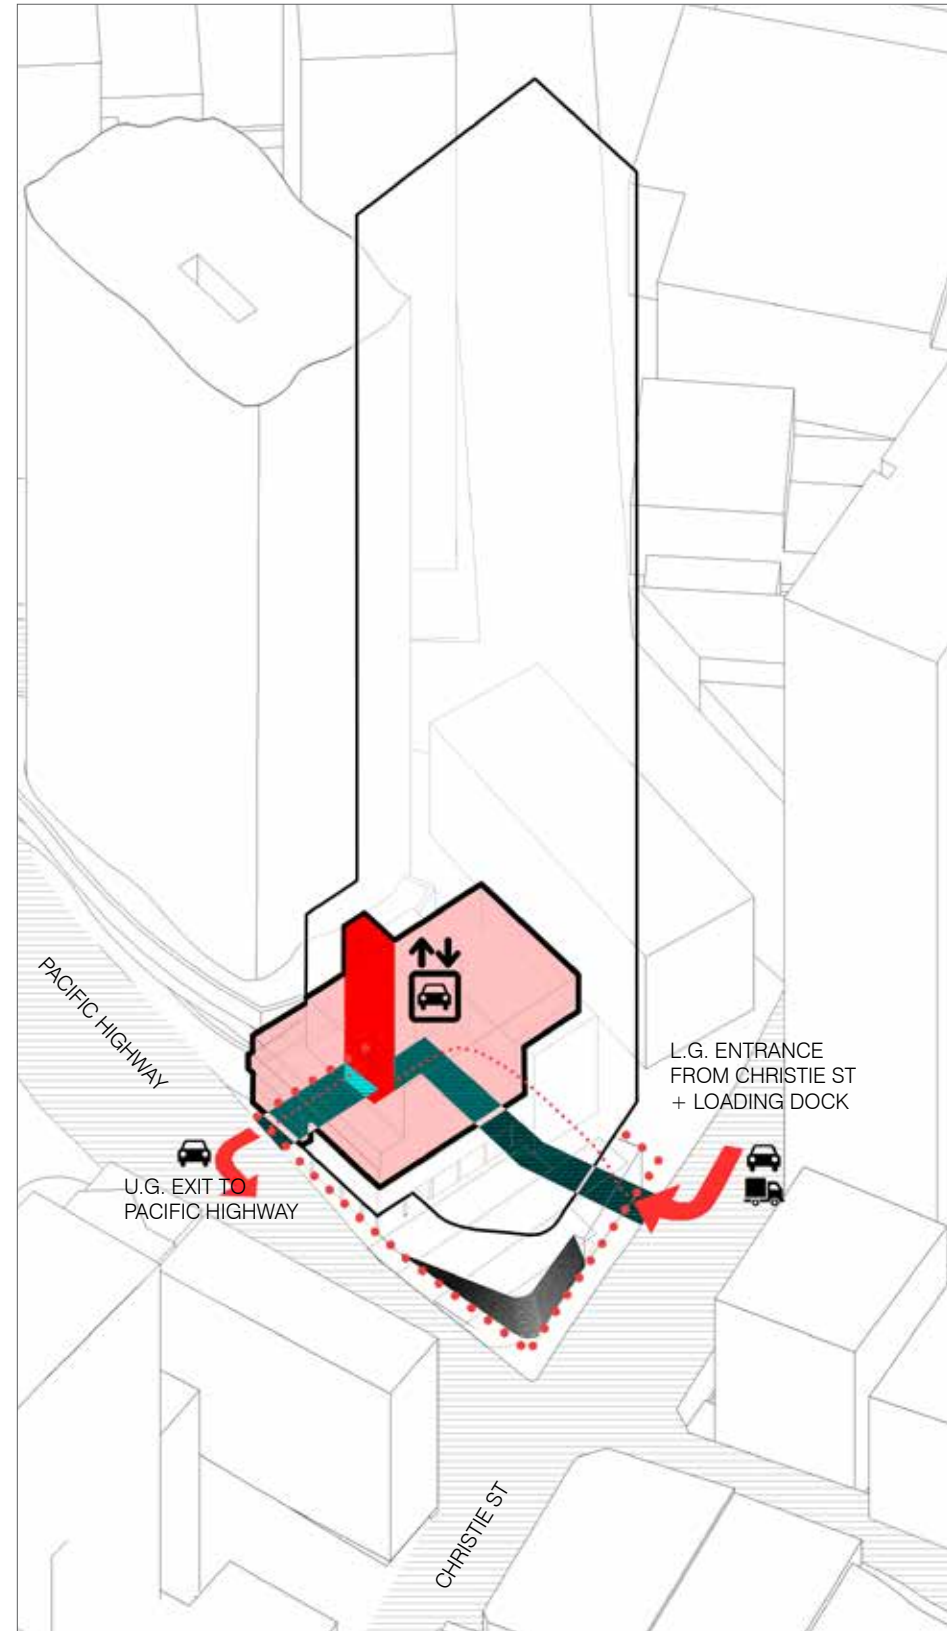 PACIFIC HIGHWAY
L.G. ENTRANCE
FROM CHRISTIE ST
+ LOADING DOCK
U.G. EXIT TO
PACIFIC HIGHWAY
CHRISTIE ST